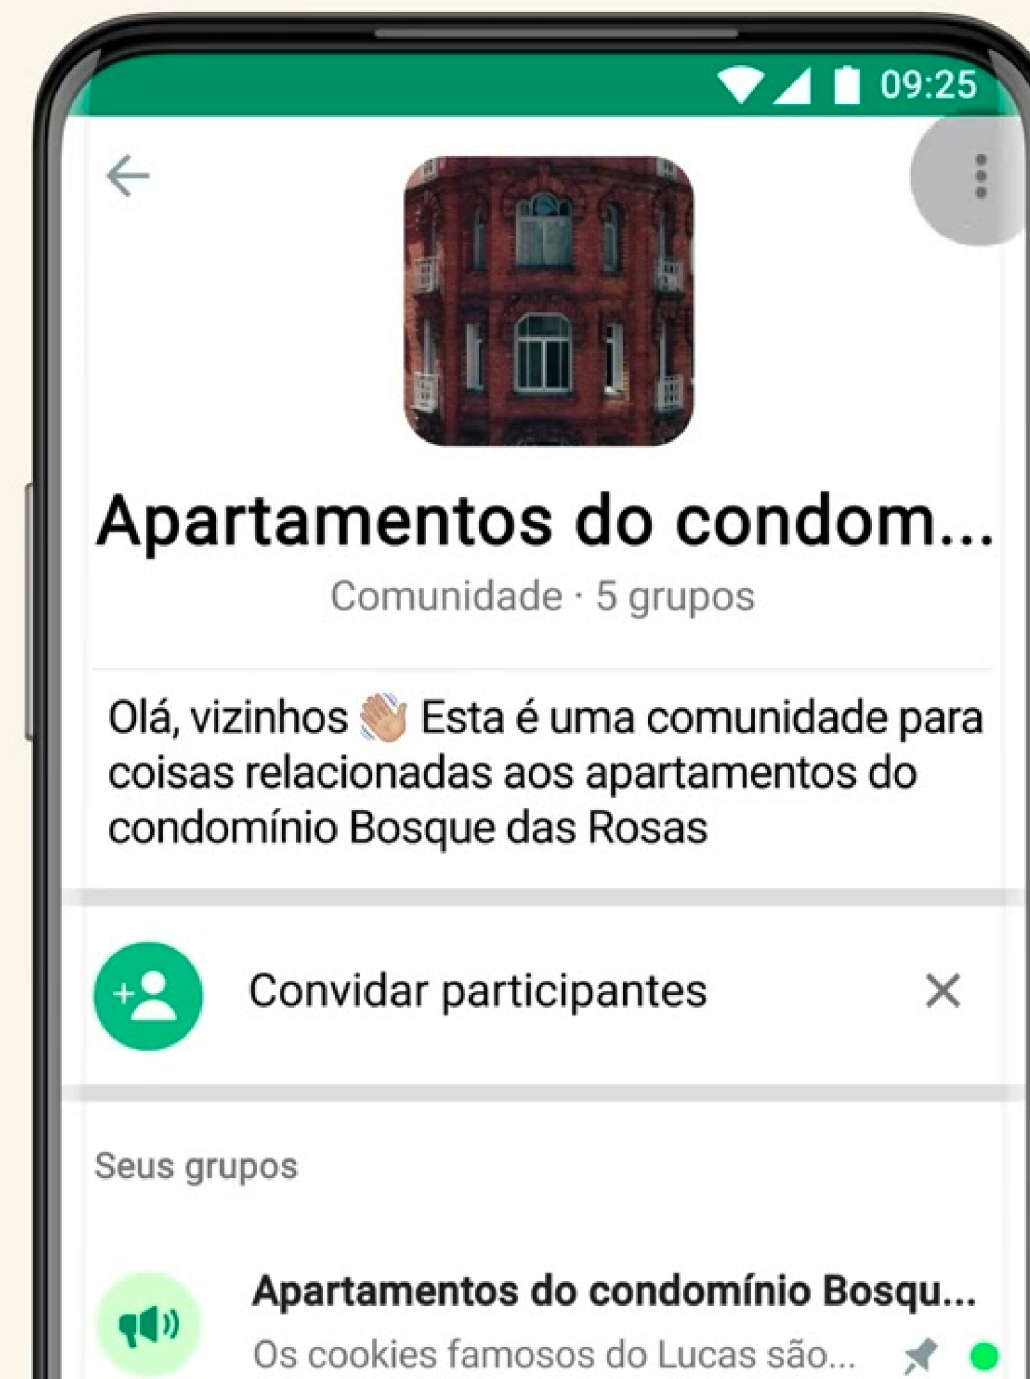 09:25
Apartamentos do condom...
Comunidade · 5 grupos
Olá, vizinhos 👋🏼 Esta é uma comunidade para
coisas relacionadas aos apartamentos do
condomínio Bosque das Rosas
Convidar participantes
Seus grupos
Apartamentos do condomínio Bosqu...
Os cookies famosos do Lucas são...